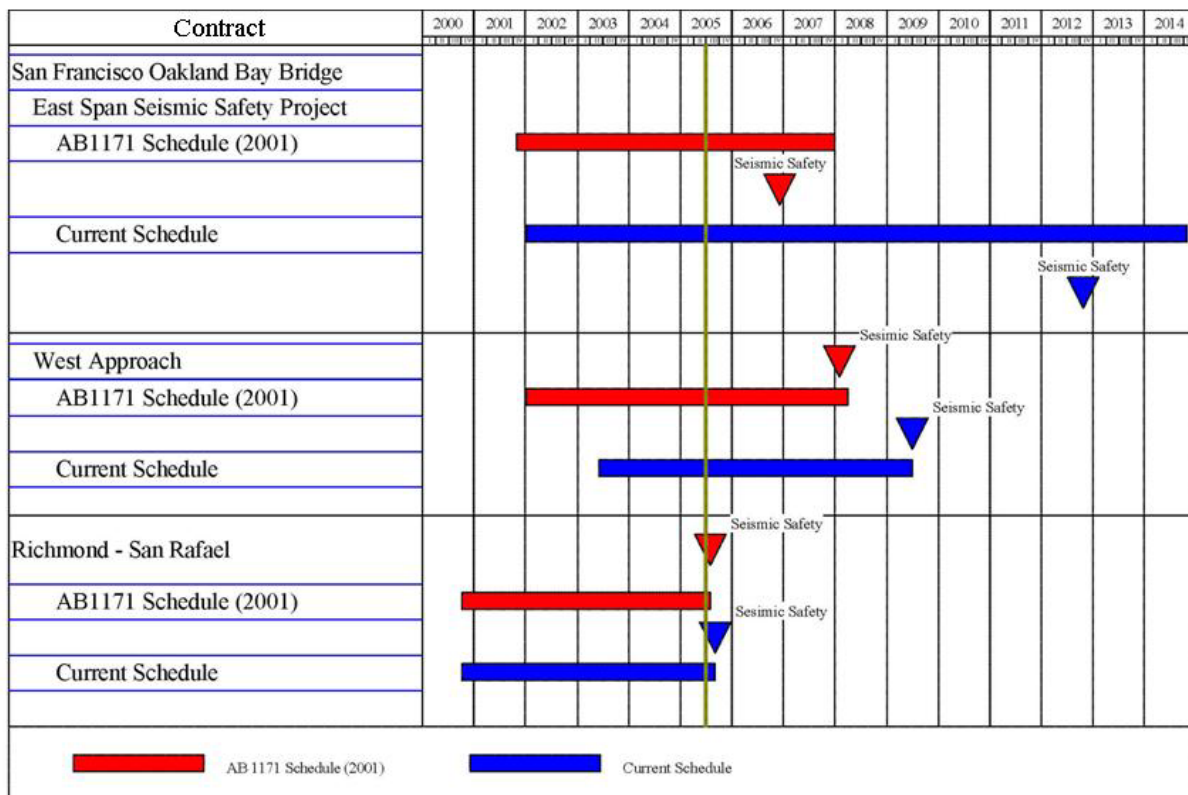 Contract 2000 2001 2002 2003 2004 2005 2006 2007 2008 2009 2010 2011 2012 2013 2014
San Francisco Oakland Bay Bridge
East Span Seismic Safety Project
AB1171 Schedule (2001)
Seismic Safety
Current Schedule
Seismic Safety
Sesimic Safety
West Approach
AB1171 Schedule (2001)
Seismic Safety
Current Schedule
Seismic Safety
Richmond - San Rafael
AB1171 Schedule (2001)
Sesimic Safety
Current Schedule
AB 1171 Schedule (2001) Current Schedule